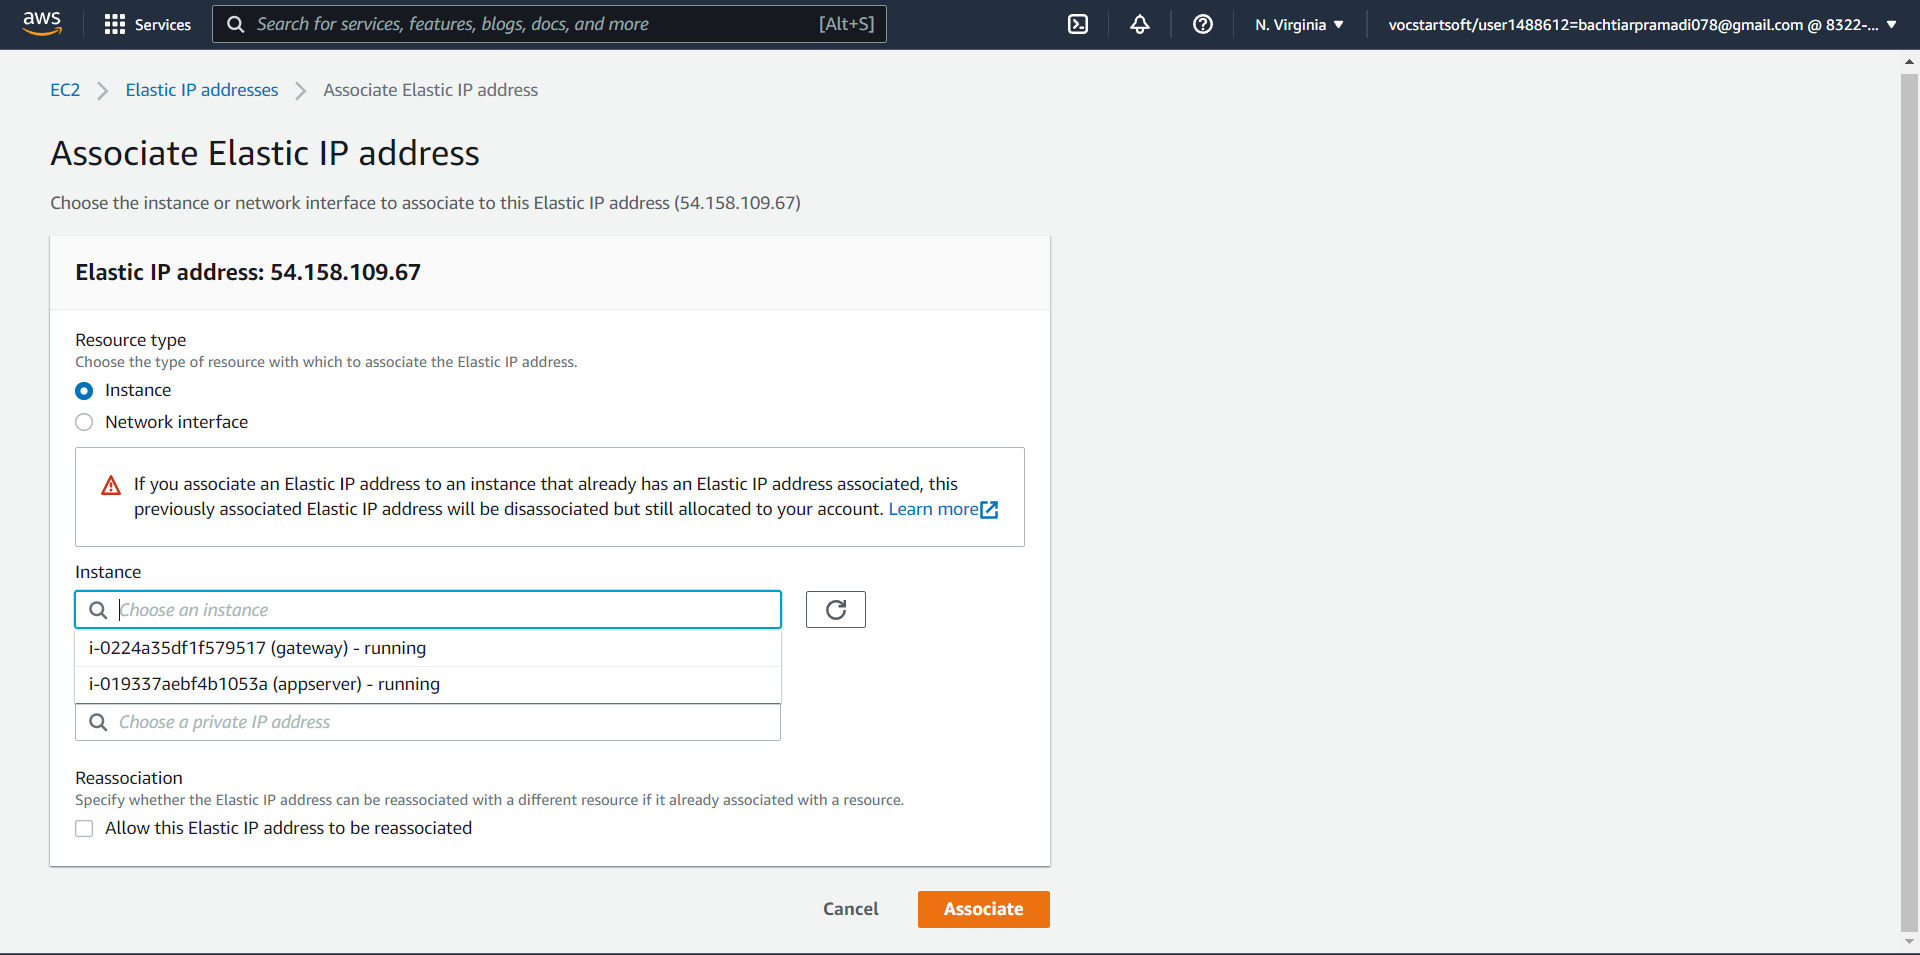 aws
Services
Search for services, features, blogs, docs, and more
[Alt+S]
N. Virginia
vocstartsoft/user1488612=bachtiarpramadi078@gmail.com @ 8322-...
EC2
Elastic IP addresses
Associate Elastic IP address
Associate Elastic IP address
Choose the instance or network interface to associate to this Elastic IP address (54.158.109.67)
Elastic IP address: 54.158.109.67
Resource type
Choose the type of resource with which to associate the Elastic IP address.
Instance
Network interface
If you associate an Elastic IP address to an instance that already has an Elastic IP address associated, this
previously associated Elastic IP address will be disassociated but still allocated to your account. Learn more
Instance
Choose an instance
i-0224a35df1f579517 (gateway) - running
i-019337aebf4b1053a (appserver) - running
Choose a private IP address
Reassociation
Specify whether the Elastic IP address can be reassociated with a different resource if it already associated with a resource.
Allow this Elastic IP address to be reassociated
Cancel
Associate